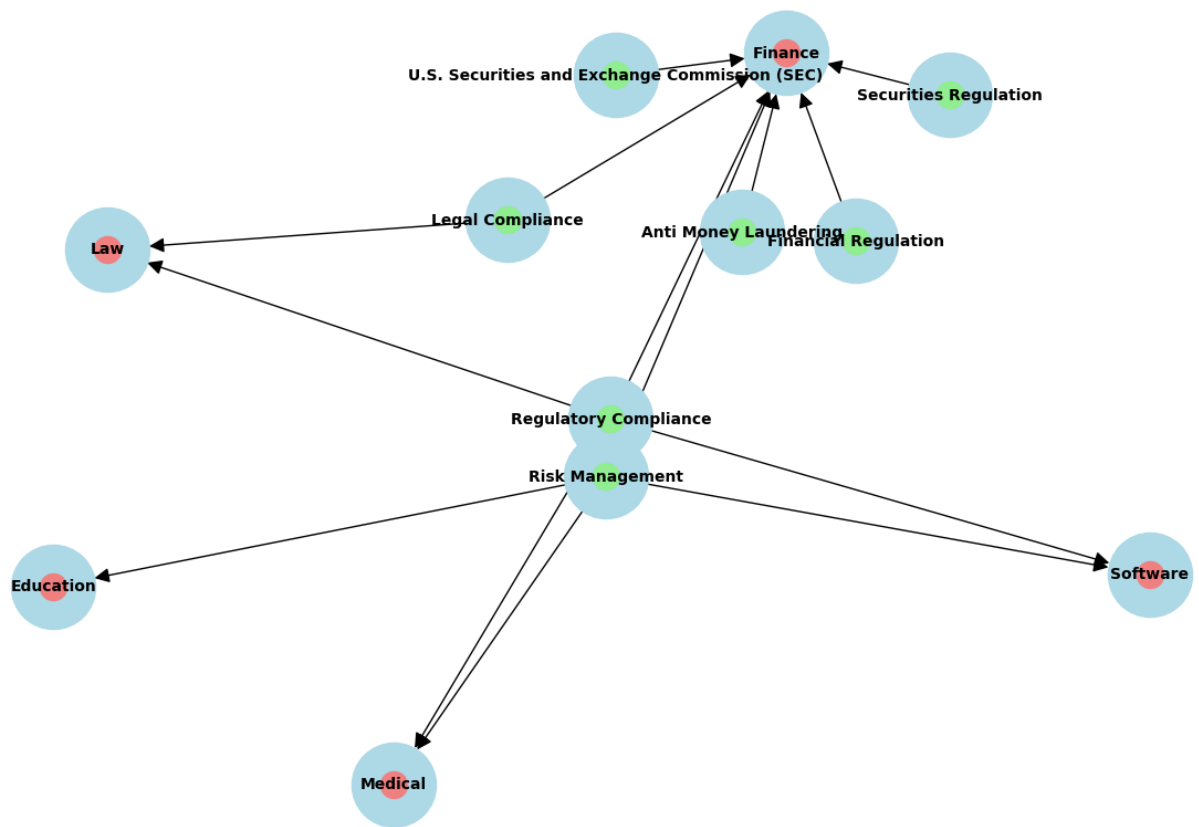 Finance
U.S. Securities and Exchange Commission (SEC)
Securities Regulation
Legal Compliance
Anti Money Laundering
Financial Regulation
Law
Regulatory Compliance
Risk Management
Software
Education
Medical